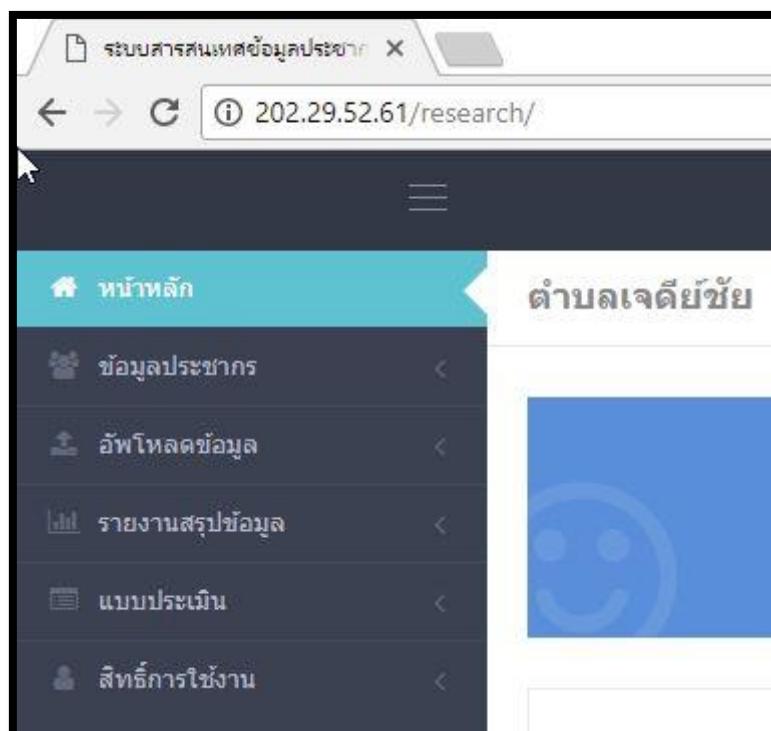 ระบบสารสนเทศข้อมูลประชาก
202.29.52.61/research/
หน้าหลัก
ตำบลเจดีย์ชัย
ข้อมูลประชากร
อัพโหลดข้อมูล
รายงานสรุปข้อมูล
แบบประเมิน
สิทธิ์การใช้งาน